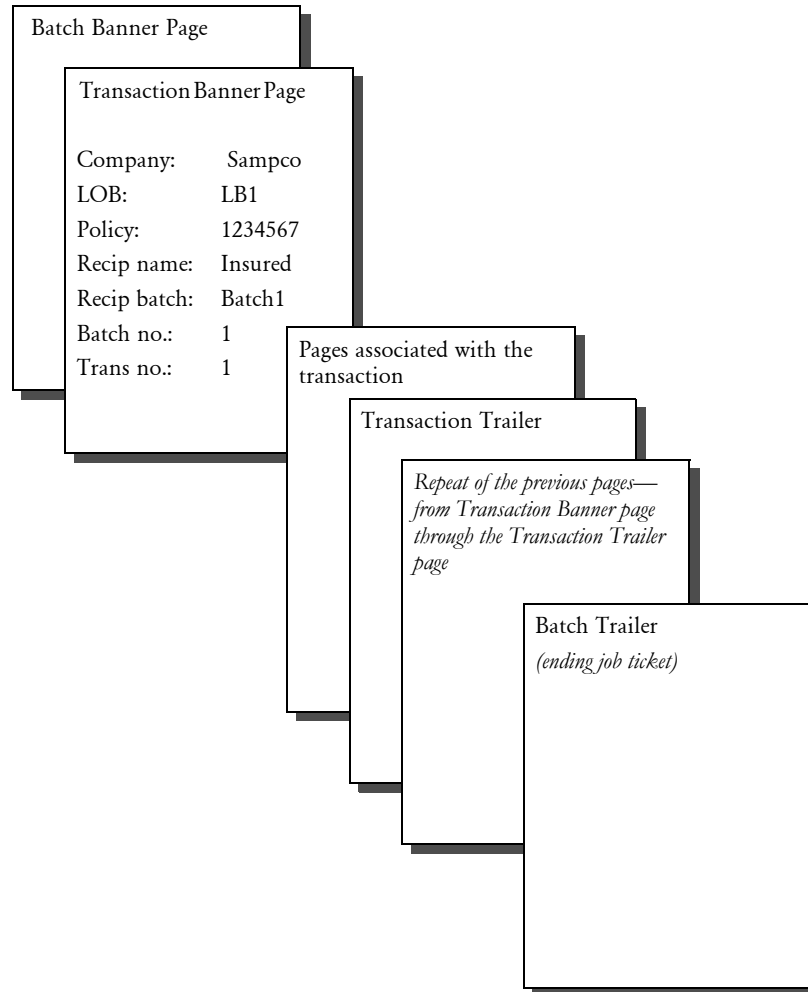 Batch Banner Page
Transaction Banner Page
Company: Sampco
LOB: LB1
Policy: 1234567
Recip name: Insured
Recip batch: Batch1
Batch no.: 1
Trans no.: 1
Pages associated with the
transaction
Transaction Trailer
Repeat of the previous pages—
from Transaction Banner page
through the Transaction Trailer
page
Batch Trailer
(ending job ticket)